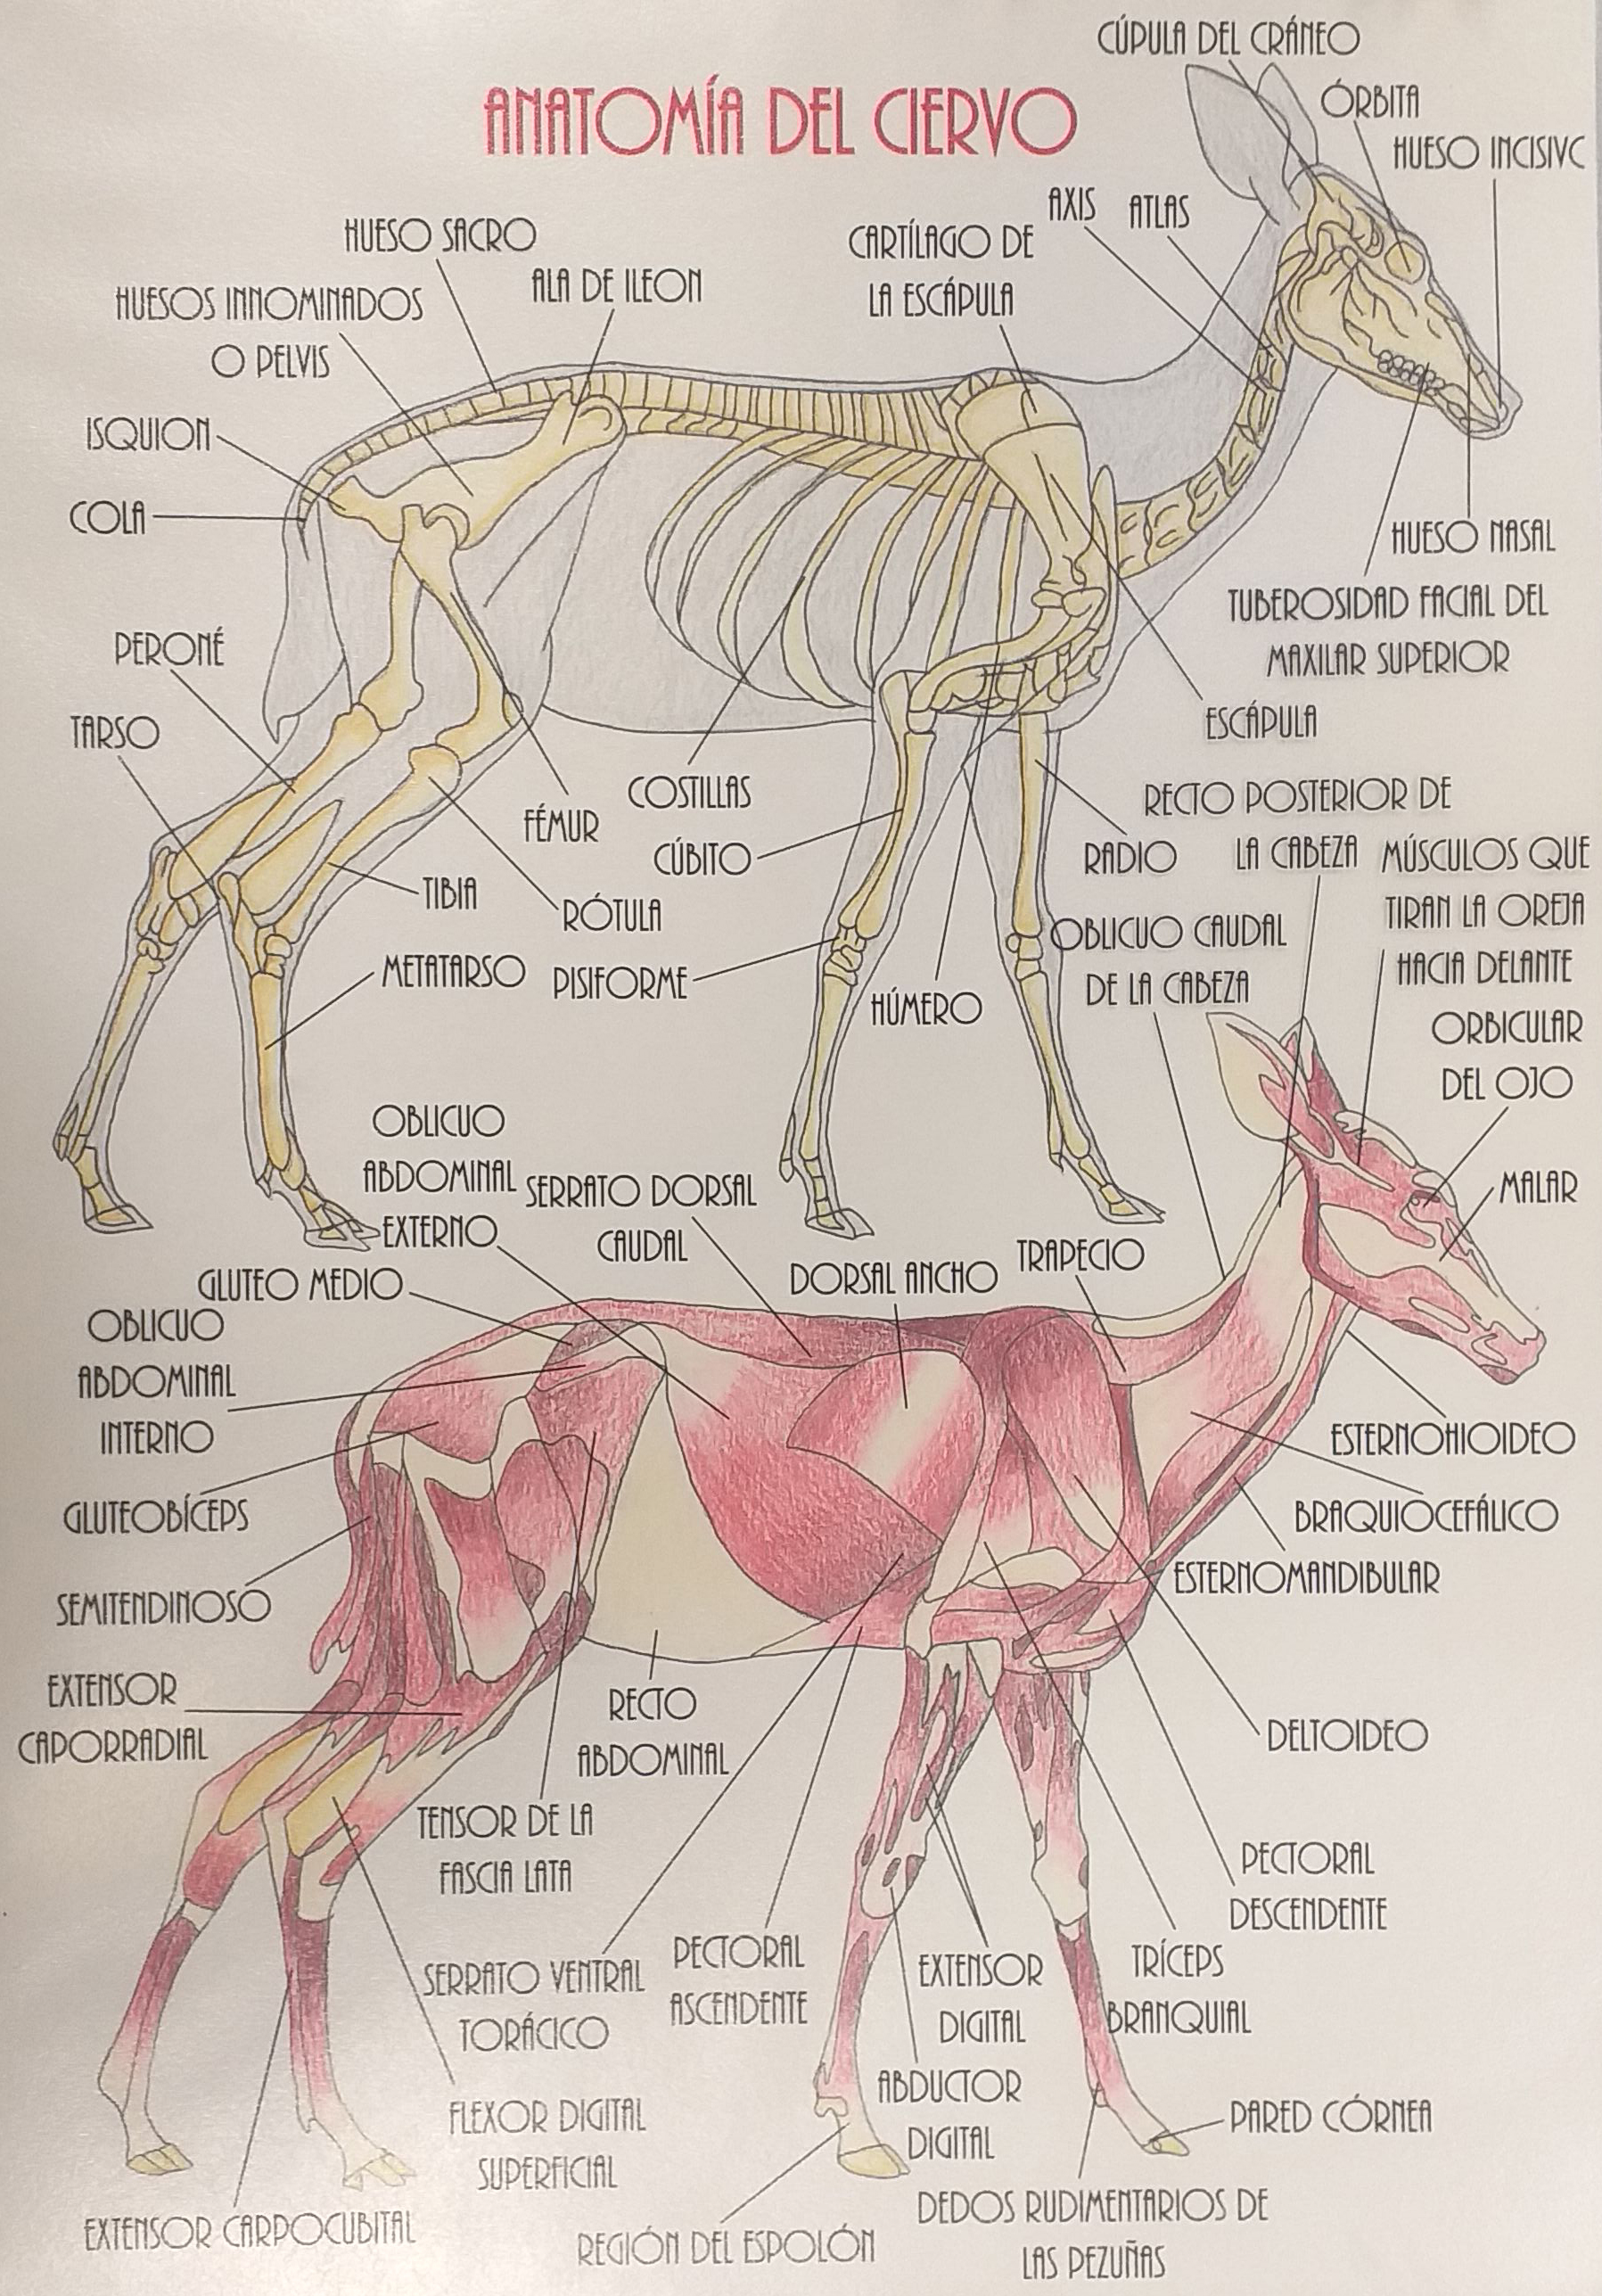 CÚPULA DEL CRÁNEO
ANATOMÍA DEL CIERVO
ÓRBITA
HUESO INCISIVO
AXIS
ATLAS
HUESO SACRO
CARTÍLAGO DE
LA ESCÁPULA
ALA DE ILEON
HUESOS INNOMINADOS
O PELVIS
ISQUION
COLA
HUESO NASAL
TUBEROSIDAD FACIAL DEL
MAXILAR SUPERIOR
PERONÉ
TARSO
ESCÁPULA
COSTILLAS
FÉMUR
CÚBITO
RADIO
TIBIA
RÓTULA
METATARSO
PISIFORME
HÚMERO
RECTO POSTERIOR DE
LA CABEZA
MÚSCULOS QUE
TIRAN LA OREJA
HACIA DELANTE
OBLICUO CAUDAL
DE LA CABEZA
ORBICULAR
DEL OJO
MALAR
OBLICUO
ABDOMINAL
EXTERNO
SERRATO DORSAL
CAUDAL
DORSAL ANCHO
TRAPECIO
GLUTEO MEDIO
OBLICUO
ABDOMINAL
INTERNO
GLUTEOBÍCEPS
SEMITENDINOSO
ESTERNOHIOIDEO
BRAQUIOCEFÁLICO
ESTERNOMANDIBULAR
EXTENSOR
CAPORRADIAL
RECTO
ABDOMINAL
DELTOIDEO
TENSOR DE LA
FASCIA LATA
PECTORAL
DESCENDENTE
SERRATO VENTRAL
TORÁCICO
PECTORAL
ASCENDENTE
EXTENSOR
DIGITAL
TRÍCEPS
BRANQUIAL
ABDUCTOR
DIGITAL
FLEXOR DIGITAL
SUPERFICIAL
PARED CÓRNEA
EXTENSOR CARPOCUBITAL
REGIÓN DEL ESPOLÓN
DEDOS RUDIMENTARIOS DE
LAS PEZUÑAS